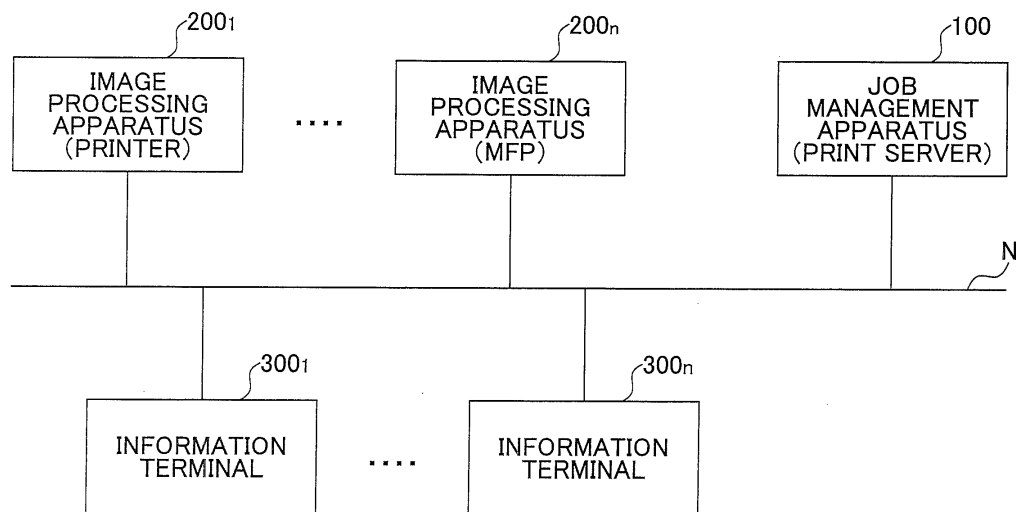 200₁
200n
100
IMAGE
PROCESSING
APPARATUS
(PRINTER)
....
IMAGE
PROCESSING
APPARATUS
(MFP)
JOB
MANAGEMENT
APPARATUS
(PRINT SERVER)
N
300₁
300n
INFORMATION
TERMINAL
....
INFORMATION
TERMINAL